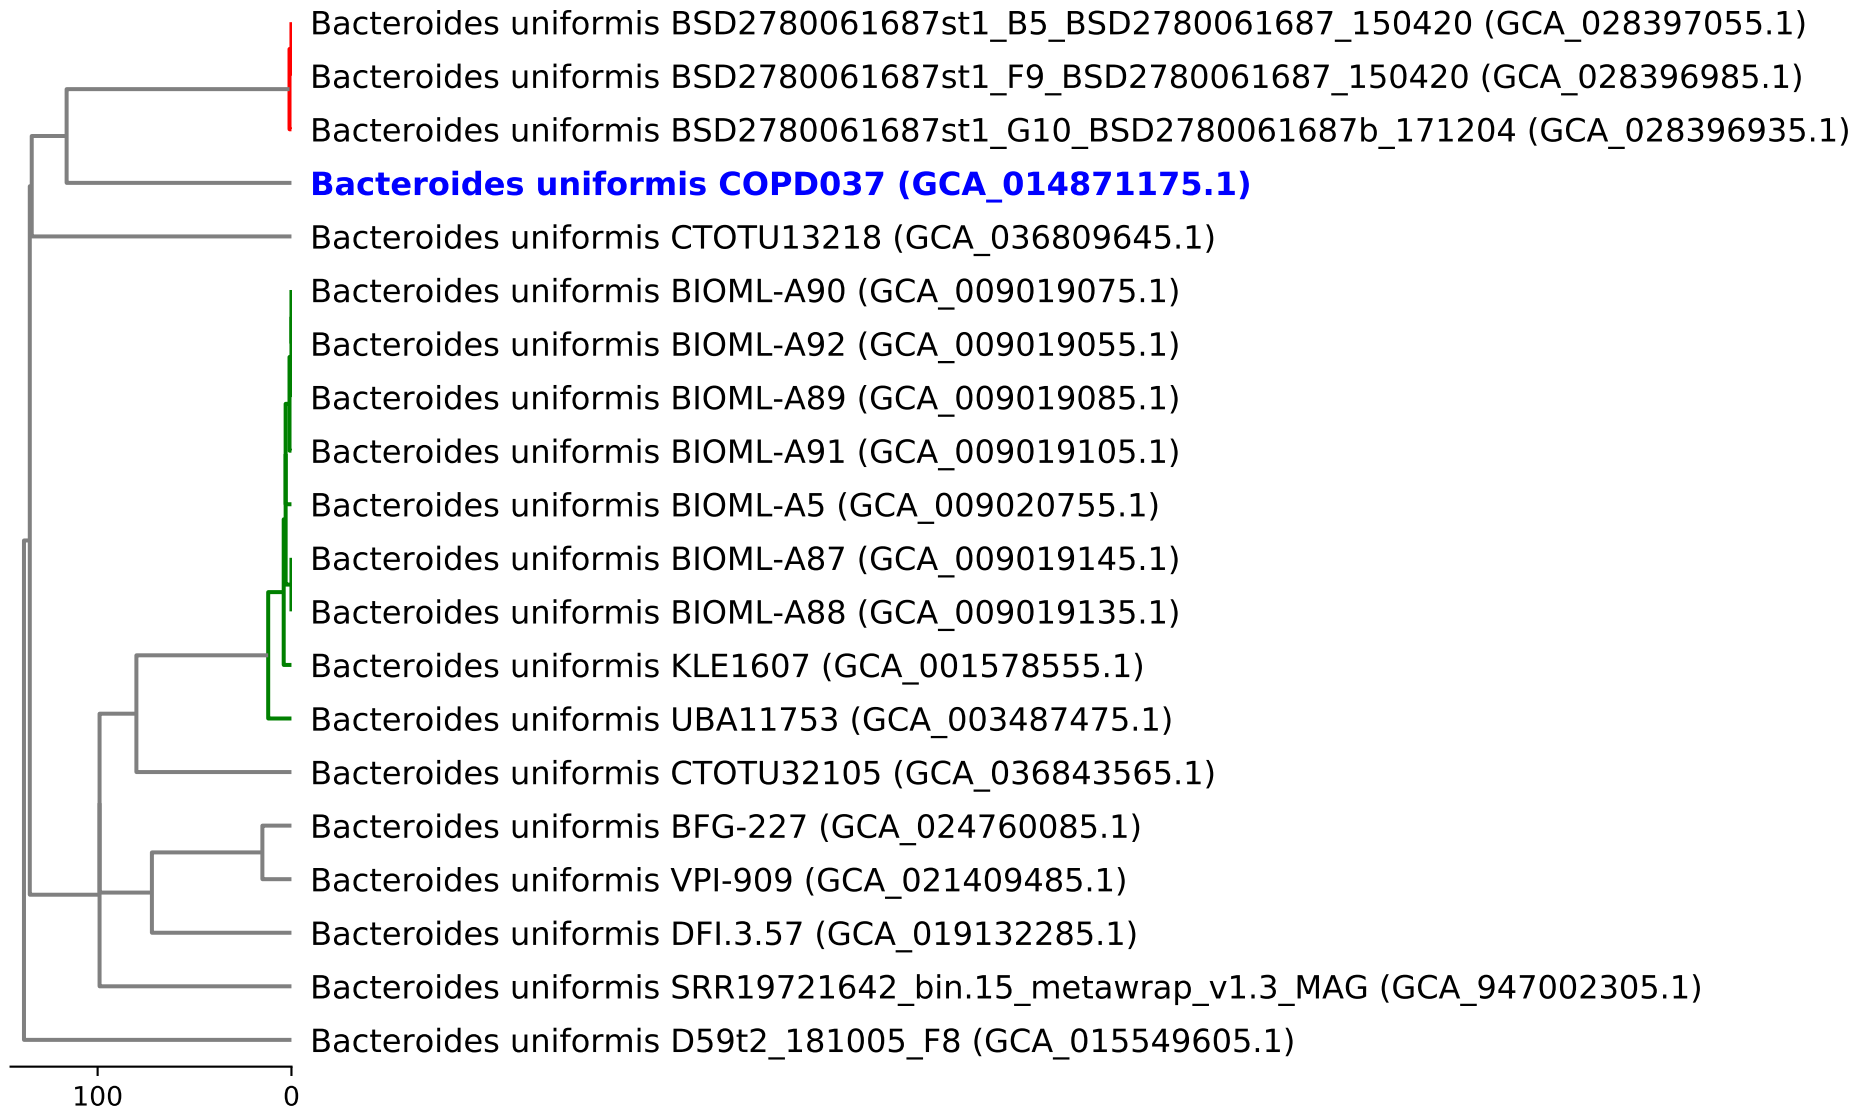 Bacteroides uniformis BSD2780061687st1_B5_BSD2780061687_150420 (GCA_028397055.1)
Bacteroides uniformis BSD2780061687st1_F9_BSD2780061687_150420 (GCA_028396985.1)
Bacteroides uniformis BSD2780061687st1_G10_BSD2780061687b_171204 (GCA_028396935.1)
Bacteroides uniformis COPD037 (GCA_014871175.1)
Bacteroides uniformis CTOTU13218 (GCA_036809645.1)
Bacteroides uniformis BIOML-A90 (GCA_009019075.1)
Bacteroides uniformis BIOML-A92 (GCA_009019055.1)
Bacteroides uniformis BIOML-A89 (GCA_009019085.1)
Bacteroides uniformis BIOML-A91 (GCA_009019105.1)
Bacteroides uniformis BIOML-A5 (GCA_009020755.1)
Bacteroides uniformis BIOML-A87 (GCA_009019145.1)
Bacteroides uniformis BIOML-A88 (GCA_009019135.1)
Bacteroides uniformis KLE1607 (GCA_001578555.1)
Bacteroides uniformis UBA11753 (GCA_003487475.1)
Bacteroides uniformis CTOTU32105 (GCA_036843565.1)
Bacteroides uniformis BFG-227 (GCA_024760085.1)
Bacteroides uniformis VPI-909 (GCA_021409485.1)
Bacteroides uniformis DFI.3.57 (GCA_019132285.1)
Bacteroides uniformis SRR19721642_bin.15_metawrap_v1.3_MAG (GCA_947002305.1)
Bacteroides uniformis D59t2_181005_F8 (GCA_015549605.1)
100 0